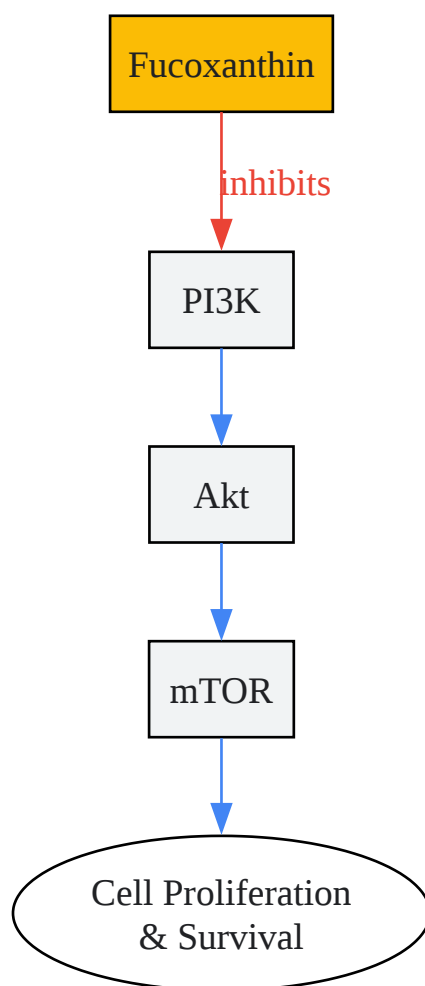 Fucoxanthin
inhibits
PI3K
Akt
mTOR
Cell Proliferation
& Survival